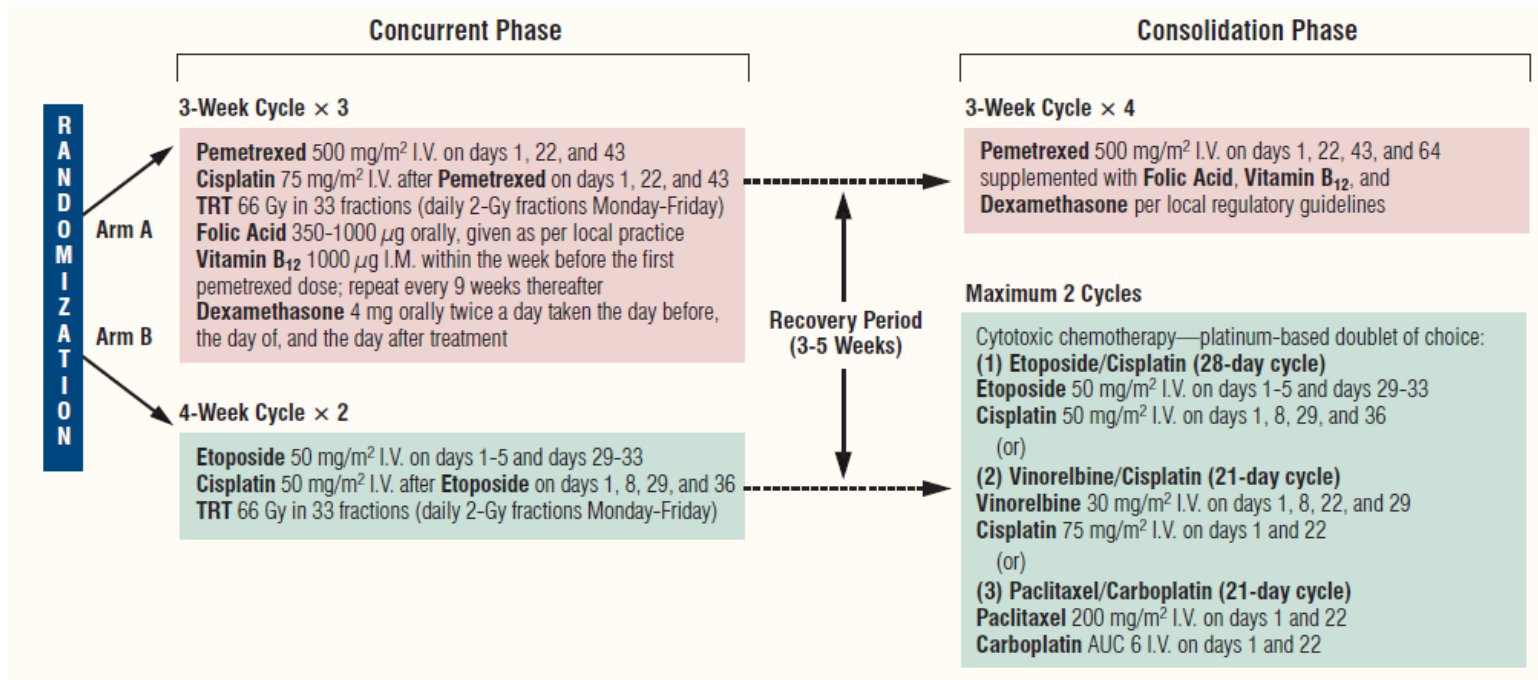 Concurrent Phase
Consolidation Phase
RANDOMIZATION
Arm A
Arm B
3-Week Cycle × 3
Pemetrexed 500 mg/m² I.V. on days 1, 22, and 43
Cisplatin 75 mg/m² I.V. after Pemetrexed on days 1, 22, and 43
TRT 66 Gy in 33 fractions (daily 2-Gy fractions Monday-Friday)
Folic Acid 350-1000 µg orally, given as per local practice
Vitamin B₁₂ 1000 µg I.M. within the week before the first
pemetrexed dose; repeat every 9 weeks thereafter
Dexamethasone 4 mg orally twice a day taken the day before,
the day of, and the day after treatment
4-Week Cycle × 2
Etoposide 50 mg/m² I.V. on days 1-5 and days 29-33
Cisplatin 50 mg/m² I.V. after Etoposide on days 1, 8, 29, and 36
TRT 66 Gy in 33 fractions (daily 2-Gy fractions Monday-Friday)
Recovery Period
(3-5 Weeks)
3-Week Cycle × 4
Pemetrexed 500 mg/m² I.V. on days 1, 22, 43, and 64
supplemented with Folic Acid, Vitamin B₁₂, and
Dexamethasone per local regulatory guidelines
Maximum 2 Cycles
Cytotoxic chemotherapy—platinum-based doublet of choice:
(1) Etoposide/Cisplatin (28-day cycle)
Etoposide 50 mg/m² I.V. on days 1-5 and days 29-33
Cisplatin 50 mg/m² I.V. on days 1, 8, 29, and 36
(or)
(2) Vinorelbine/Cisplatin (21-day cycle)
Vinorelbine 30 mg/m² I.V. on days 1, 8, 22, and 29
Cisplatin 75 mg/m² I.V. on days 1 and 22
(or)
(3) Paclitaxel/Carboplatin (21-day cycle)
Paclitaxel 200 mg/m² I.V. on days 1 and 22
Carboplatin AUC 6 I.V. on days 1 and 22